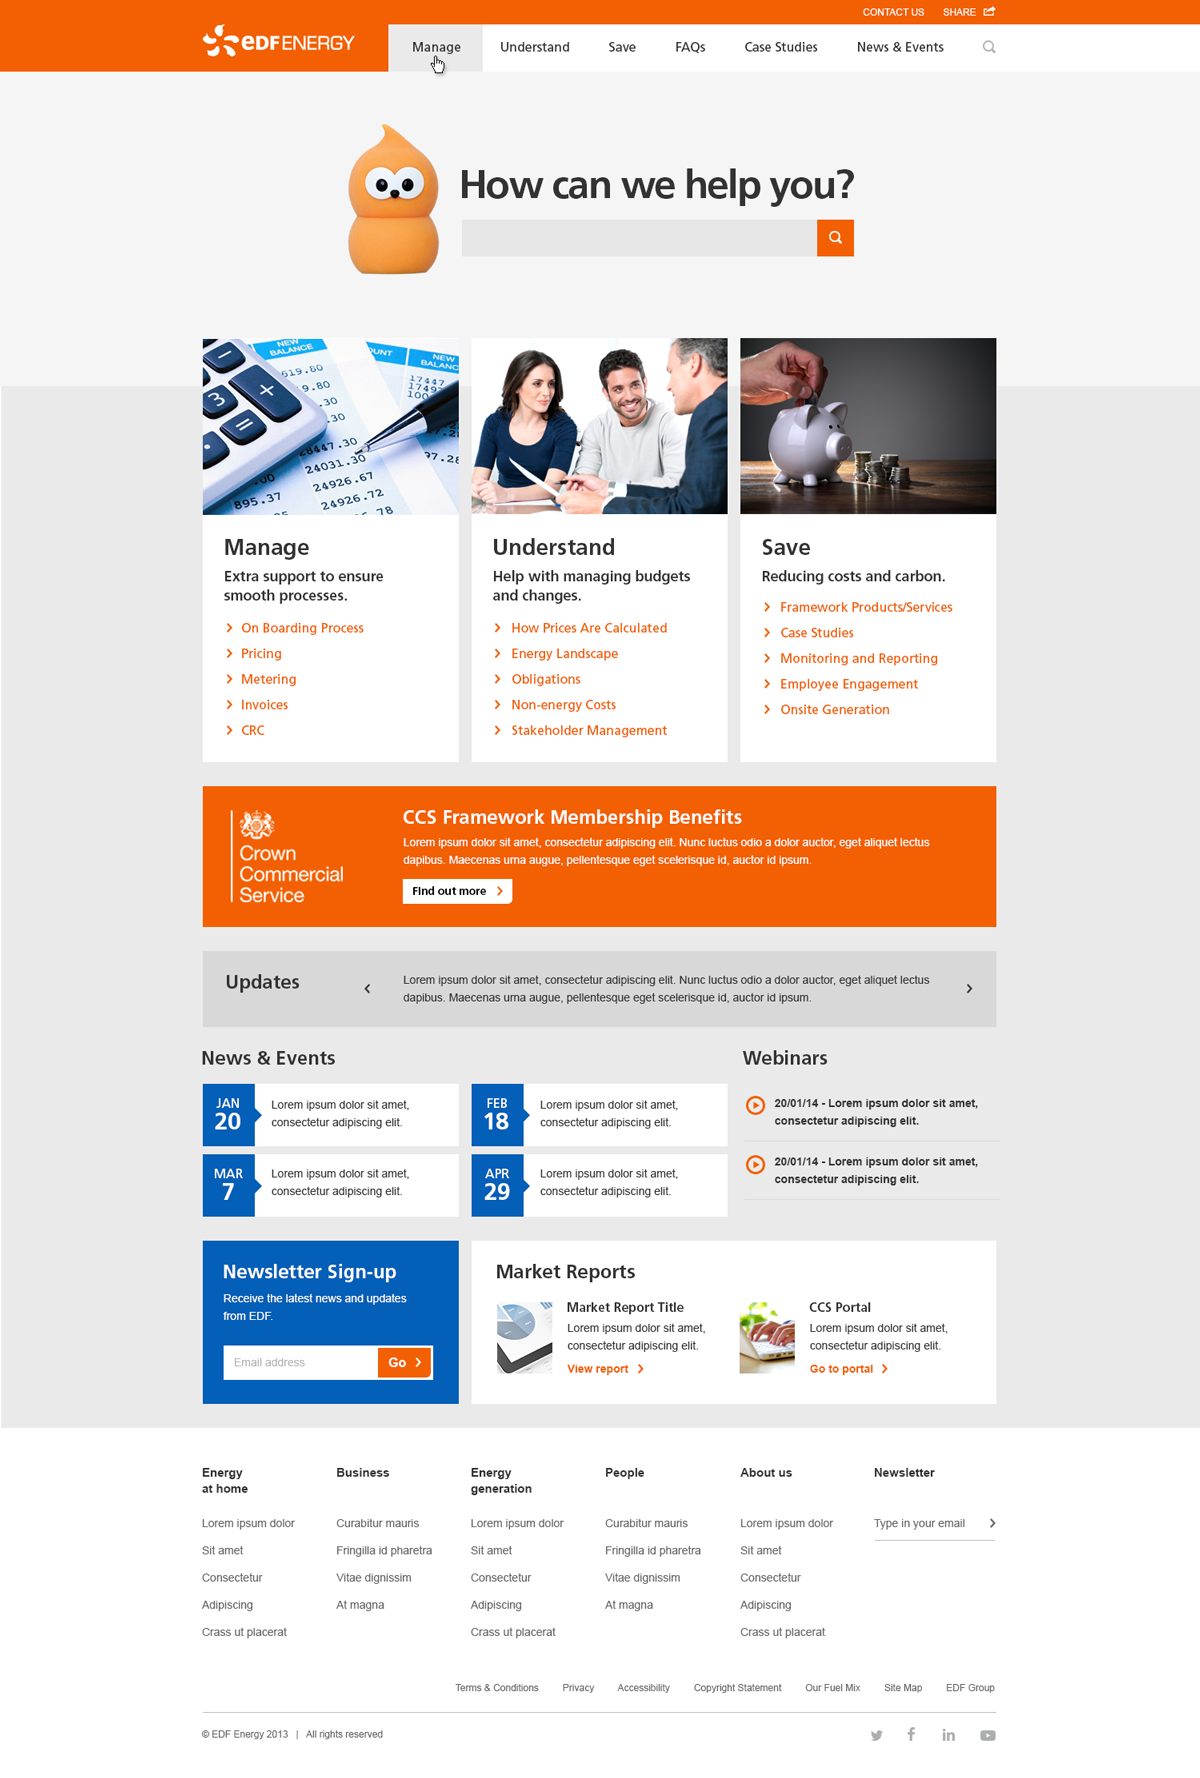 CONTACT US SHARE
eDF ENERGY
Manage Understand Save FAQs Case Studies News & Events
How can we help you?
NEW BALANCE
NEW BALANCE
28447.30
24031.30
24926.67
24926.72
895.37
Manage
Extra support to ensure
smooth processes.
On Boarding Process
Pricing
Metering
Invoices
CRC
Understand
Help with managing budgets
and changes.
How Prices Are Calculated
Energy Landscape
Obligations
Non-energy Costs
Stakeholder Management
Save
Reducing costs and carbon.
Framework Products/Services
Case Studies
Monitoring and Reporting
Employee Engagement
Onsite Generation
Crown
Commercial
Service
CCS Framework Membership Benefits
Lorem ipsum dolor sit amet, consectetur adipiscing elit. Nunc luctus odio a dolor auctor, eget aliquet lectus
dapibus. Maecenas urna augue, pellentesque eget scelerisque id, auctor id ipsum.
Find out more
Updates
Lorem ipsum dolor sit amet, consectetur adipiscing elit. Nunc luctus odio a dolor auctor, eget aliquet lectus
dapibus. Maecenas urna augue, pellentesque eget scelerisque id, auctor id ipsum.
News & Events
JAN
20
Lorem ipsum dolor sit amet,
consectetur adipiscing elit.
FEB
18
Lorem ipsum dolor sit amet,
consectetur adipiscing elit.
MAR
7
Lorem ipsum dolor sit amet,
consectetur adipiscing elit.
APR
29
Lorem ipsum dolor sit amet,
consectetur adipiscing elit.
Webinars
20/01/14 - Lorem ipsum dolor sit amet,
consectetur adipiscing elit.
20/01/14 - Lorem ipsum dolor sit amet,
consectetur adipiscing elit.
Newsletter Sign-up
Receive the latest news and updates
from EDF.
Email address
Go
Market Reports
Market Report Title
Lorem ipsum dolor sit amet,
consectetur adipiscing elit.
View report
CCS Portal
Lorem ipsum dolor sit amet,
consectetur adipiscing elit.
Go to portal
Energy
at home
Lorem ipsum dolor
Sit amet
Consectetur
Adipiscing
Crass ut placerat
Business
Curabitur mauris
Fringilla id pharetra
Vitae dignissim
At magna
Energy
generation
Lorem ipsum dolor
Sit amet
Consectetur
Adipiscing
Crass ut placerat
People
Curabitur mauris
Fringilla id pharetra
Vitae dignissim
At magna
About us
Lorem ipsum dolor
Sit amet
Consectetur
Adipiscing
Crass ut placerat
Newsletter
Type in your email
Terms & Conditions Privacy Accessibility Copyright Statement Our Fuel Mix Site Map EDF Group
© EDF Energy 2013 | All rights reserved